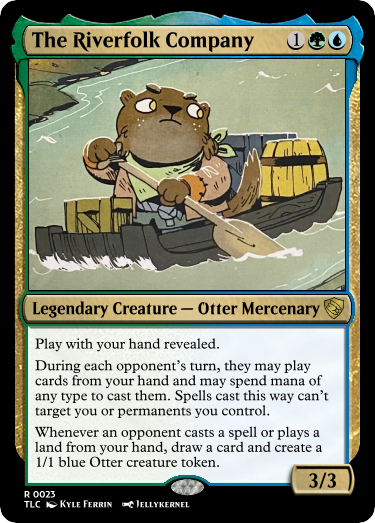 The Riverfolk Company 1
Legendary Creature — Otter Mercenary
Play with your hand revealed.
During each opponent's turn, they may play
cards from your hand and may spend mana of
any type to cast them. Spells cast this way can't
target you or permanents you control.
Whenever an opponent casts a spell or plays a
land from your hand, draw a card and create a
1/1 blue Otter creature token.
3/3
R 0023
TLC Kyle Ferrin Jellykernel